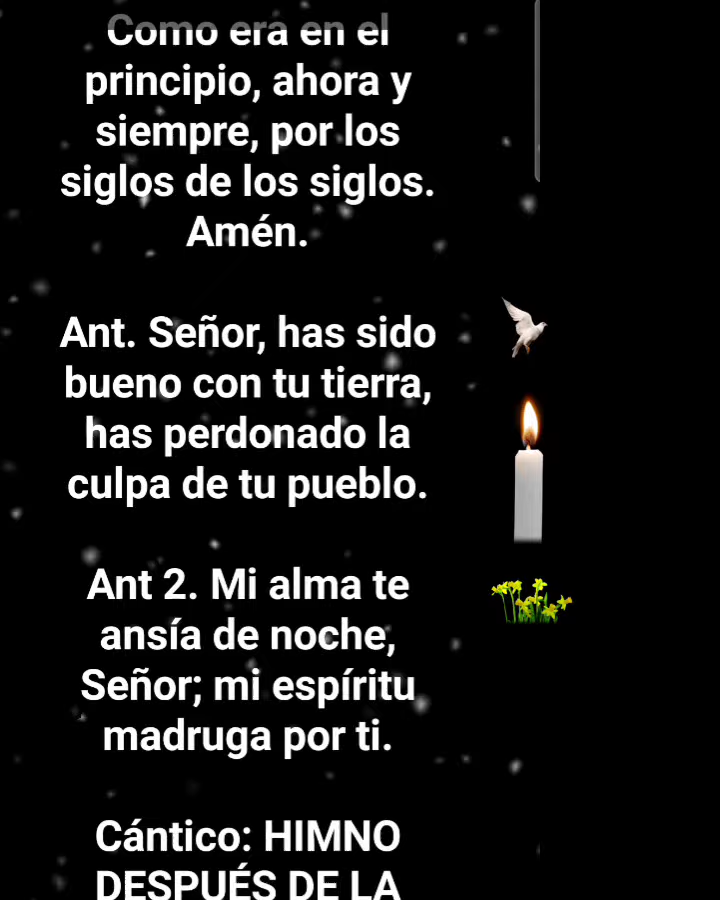 Como era en el
principio, ahora y
siempre, por los
siglos de los siglos.
Amén.
Ant. Señor, has sido
bueno con tu tierra,
has perdonado la
culpa de tu pueblo.
Ant 2. Mi alma te
ansía de noche,
Señor; mi espíritu
madruga por ti.
Cántico: HIMNO
DESPUÉS DE LA